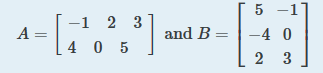 A = [ −1 2 3 ; 4 0 5 ] and B = [ 5 −1 ; −4 0 ; 2 3 ]